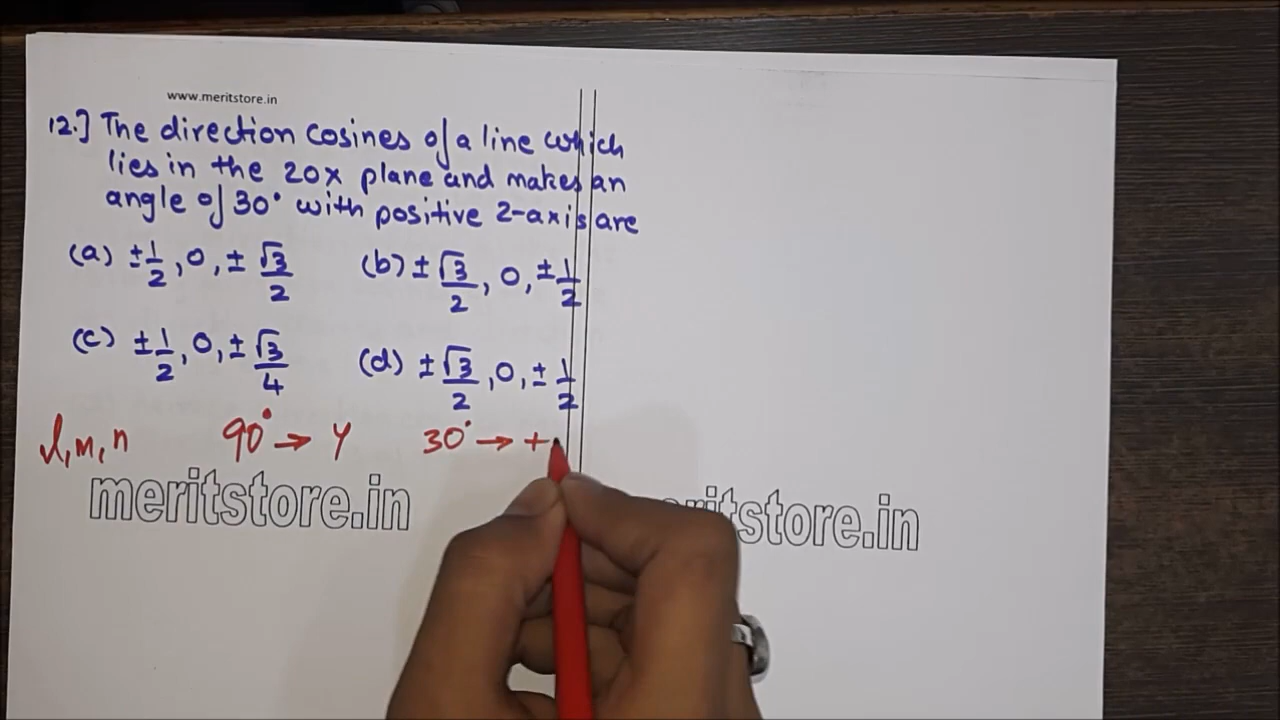 www.meritstore.in
12.] The direction cosines of a line which
lies in the zox plane and makes an
angle of 30° with positive z-axis are
(a) ±1/2, 0, ± √3/2 (b) ± √3/2, 0, ±1/2
(c) ±1/2, 0, ± √3/4 (d) ± √3/2, 0, ± 1/2
l, m, n 90° → y 30° → +
meritstore.in
meritstore.in